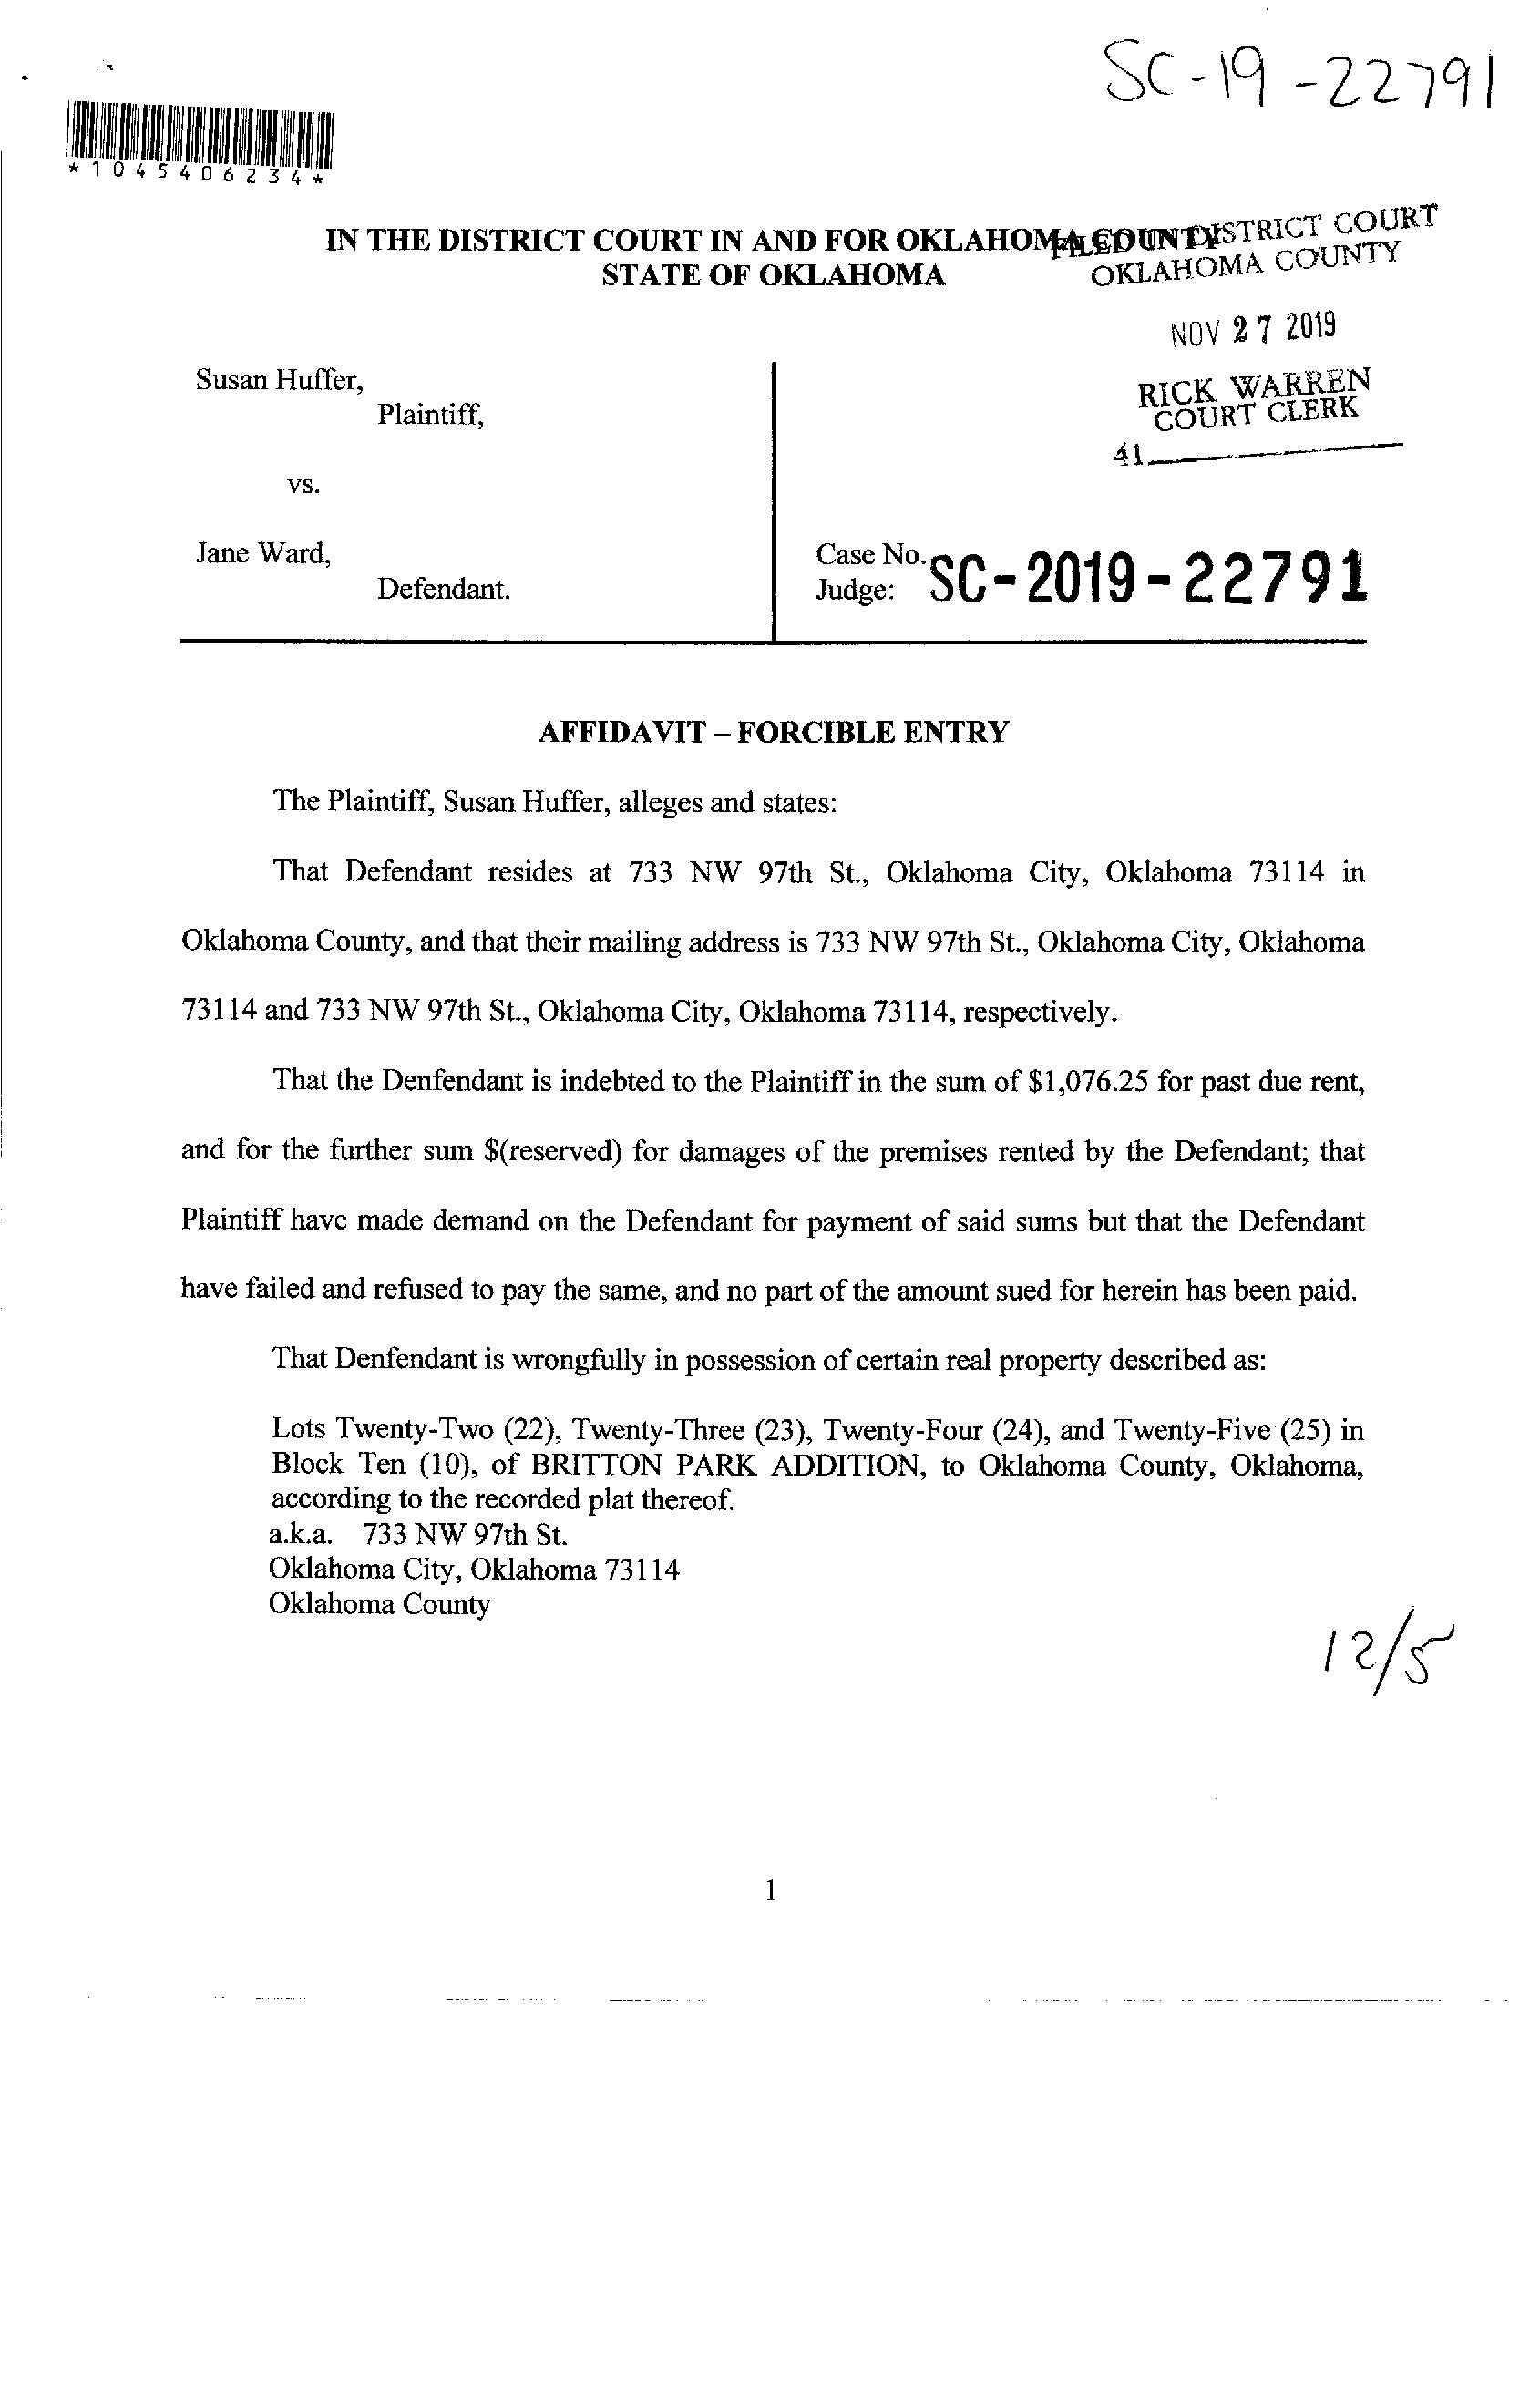 SC-19-22791
*1045406234*
IN THE DISTRICT COURT IN AND FOR OKLAHOMA COUNTY
STATE OF OKLAHOMA
FILED IN DISTRICT COURT
OKLAHOMA COUNTY
NOV 27 2019
RICK WARREN
COURT CLERK
41
Susan Huffer,
Plaintiff,
vs.
Jane Ward,
Defendant.
Case No. SC-2019-22791
Judge:
AFFIDAVIT – FORCIBLE ENTRY
The Plaintiff, Susan Huffer, alleges and states:
That Defendant resides at 733 NW 97th St., Oklahoma City, Oklahoma 73114 in
Oklahoma County, and that their mailing address is 733 NW 97th St., Oklahoma City, Oklahoma
73114 and 733 NW 97th St., Oklahoma City, Oklahoma 73114, respectively.
That the Denfendant is indebted to the Plaintiff in the sum of $1,076.25 for past due rent,
and for the further sum $(reserved) for damages of the premises rented by the Defendant; that
Plaintiff have made demand on the Defendant for payment of said sums but that the Defendant
have failed and refused to pay the same, and no part of the amount sued for herein has been paid.
That Denfendant is wrongfully in possession of certain real property described as:
Lots Twenty-Two (22), Twenty-Three (23), Twenty-Four (24), and Twenty-Five (25) in
Block Ten (10), of BRITTON PARK ADDITION, to Oklahoma County, Oklahoma,
according to the recorded plat thereof.
a.k.a. 733 NW 97th St.
Oklahoma City, Oklahoma 73114
Oklahoma County
12/5
1